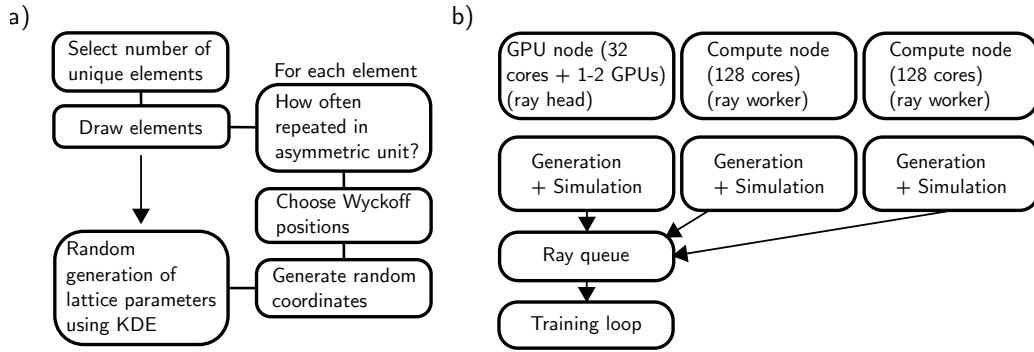 a)
Select number of
unique elements
Draw elements
For each element
How often
repeated in
asymmetric unit?
Choose Wyckoff
positions
Generate random
coordinates
Random
generation of
lattice parameters
using KDE
b)
GPU node (32
cores + 1-2 GPUs)
(ray head)
Compute node
(128 cores)
(ray worker)
Compute node
(128 cores)
(ray worker)
Generation
+ Simulation
Generation
+ Simulation
Generation
+ Simulation
Ray queue
Training loop